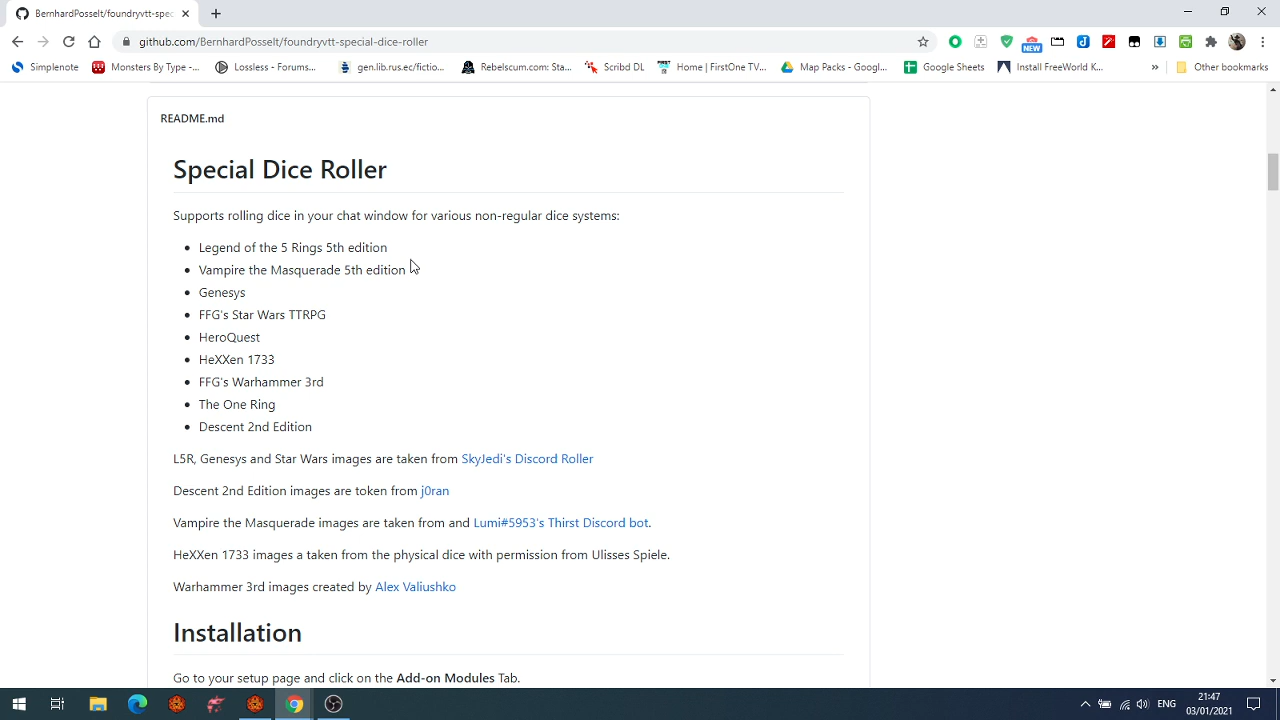 BernhardPosselt/foundryvtt-spec
github.com/BernhardPosselt/foundryvtt-special-dice-roller
NEW
Simplenote
Monsters By Type -...
Lossless - Forums...
gen.lib.rus.ec/fictio...
Rebelscum.com: Sta...
Scribd DL
Home | FirstOne TV...
Map Packs - Googl...
Google Sheets
Install FreeWorld K...
»
Other bookmarks
README.md
Special Dice Roller
Supports rolling dice in your chat window for various non-regular dice systems:
• Legend of the 5 Rings 5th edition
• Vampire the Masquerade 5th edition
• Genesys
• FFG's Star Wars TTRPG
• HeroQuest
• HeXXen 1733
• FFG's Warhammer 3rd
• The One Ring
• Descent 2nd Edition
L5R, Genesys and Star Wars images are taken from SkyJedi's Discord Roller
Descent 2nd Edition images are token from j0ran
Vampire the Masquerade images are taken from and Lumi#5953's Thirst Discord bot.
HeXXen 1733 images a taken from the physical dice with permission from Ulisses Spiele.
Warhammer 3rd images created by Alex Valiushko
Installation
Go to your setup page and click on the Add-on Modules Tab.
ENG
21:47
03/01/2021